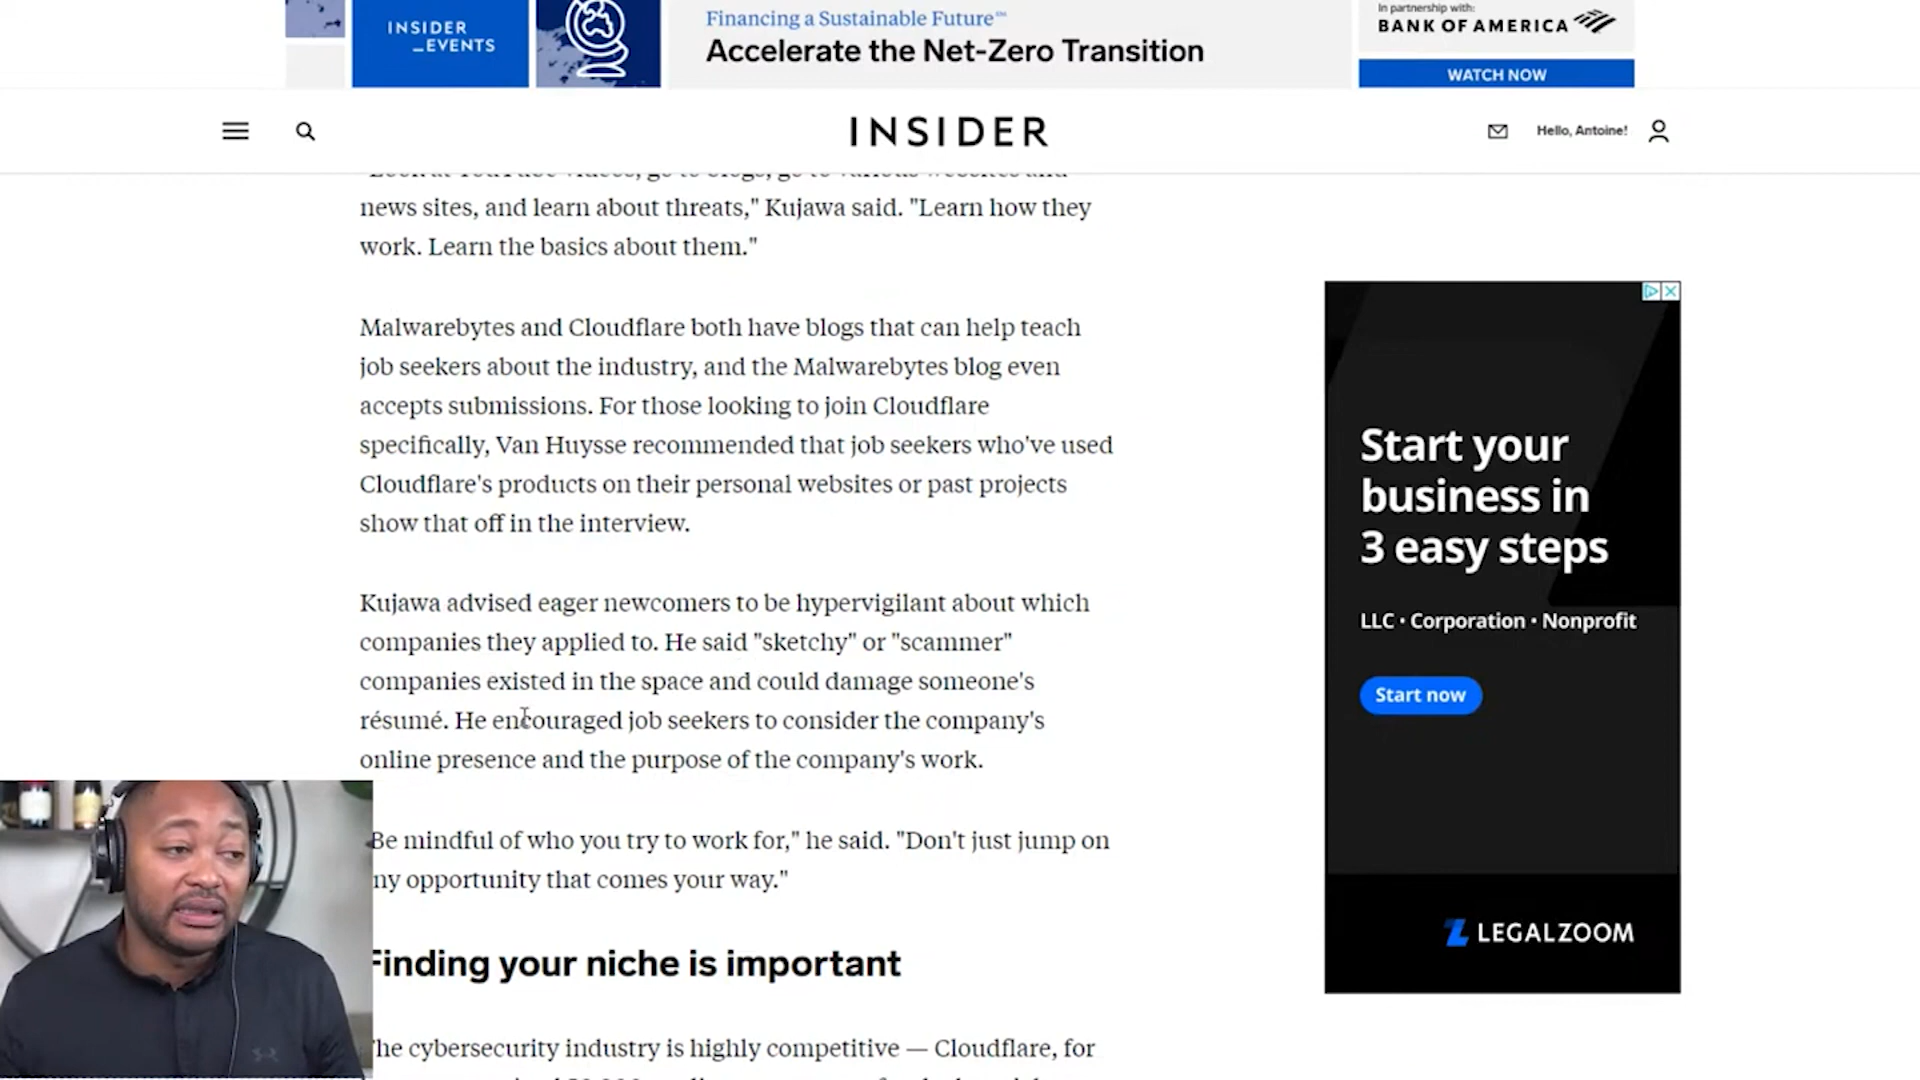 INSIDER
_EVENTS
Financing a Sustainable Future℠
Accelerate the Net-Zero Transition
In partnership with:
BANK OF AMERICA
WATCH NOW
INSIDER
Hello, Antoine!
news sites, and learn about threats," Kujawa said. "Learn how they
work. Learn the basics about them."
Malwarebytes and Cloudflare both have blogs that can help teach
job seekers about the industry, and the Malwarebytes blog even
accepts submissions. For those looking to join Cloudflare
specifically, Van Huysse recommended that job seekers who've used
Cloudflare's products on their personal websites or past projects
show that off in the interview.
Kujawa advised eager newcomers to be hypervigilant about which
companies they applied to. He said "sketchy" or "scammer"
companies existed in the space and could damage someone's
résumé. He encouraged job seekers to consider the company's
online presence and the purpose of the company's work.
Be mindful of who you try to work for," he said. "Don't just jump on
ny opportunity that comes your way."
Finding your niche is important
he cybersecurity industry is highly competitive — Cloudflare, for
Start your
business in
3 easy steps
LLC • Corporation • Nonprofit
Start now
LEGALZOOM